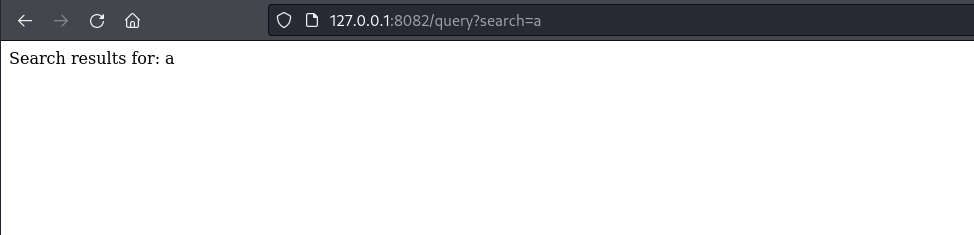 127.0.0.1:8082/query?search=a
Search results for: a